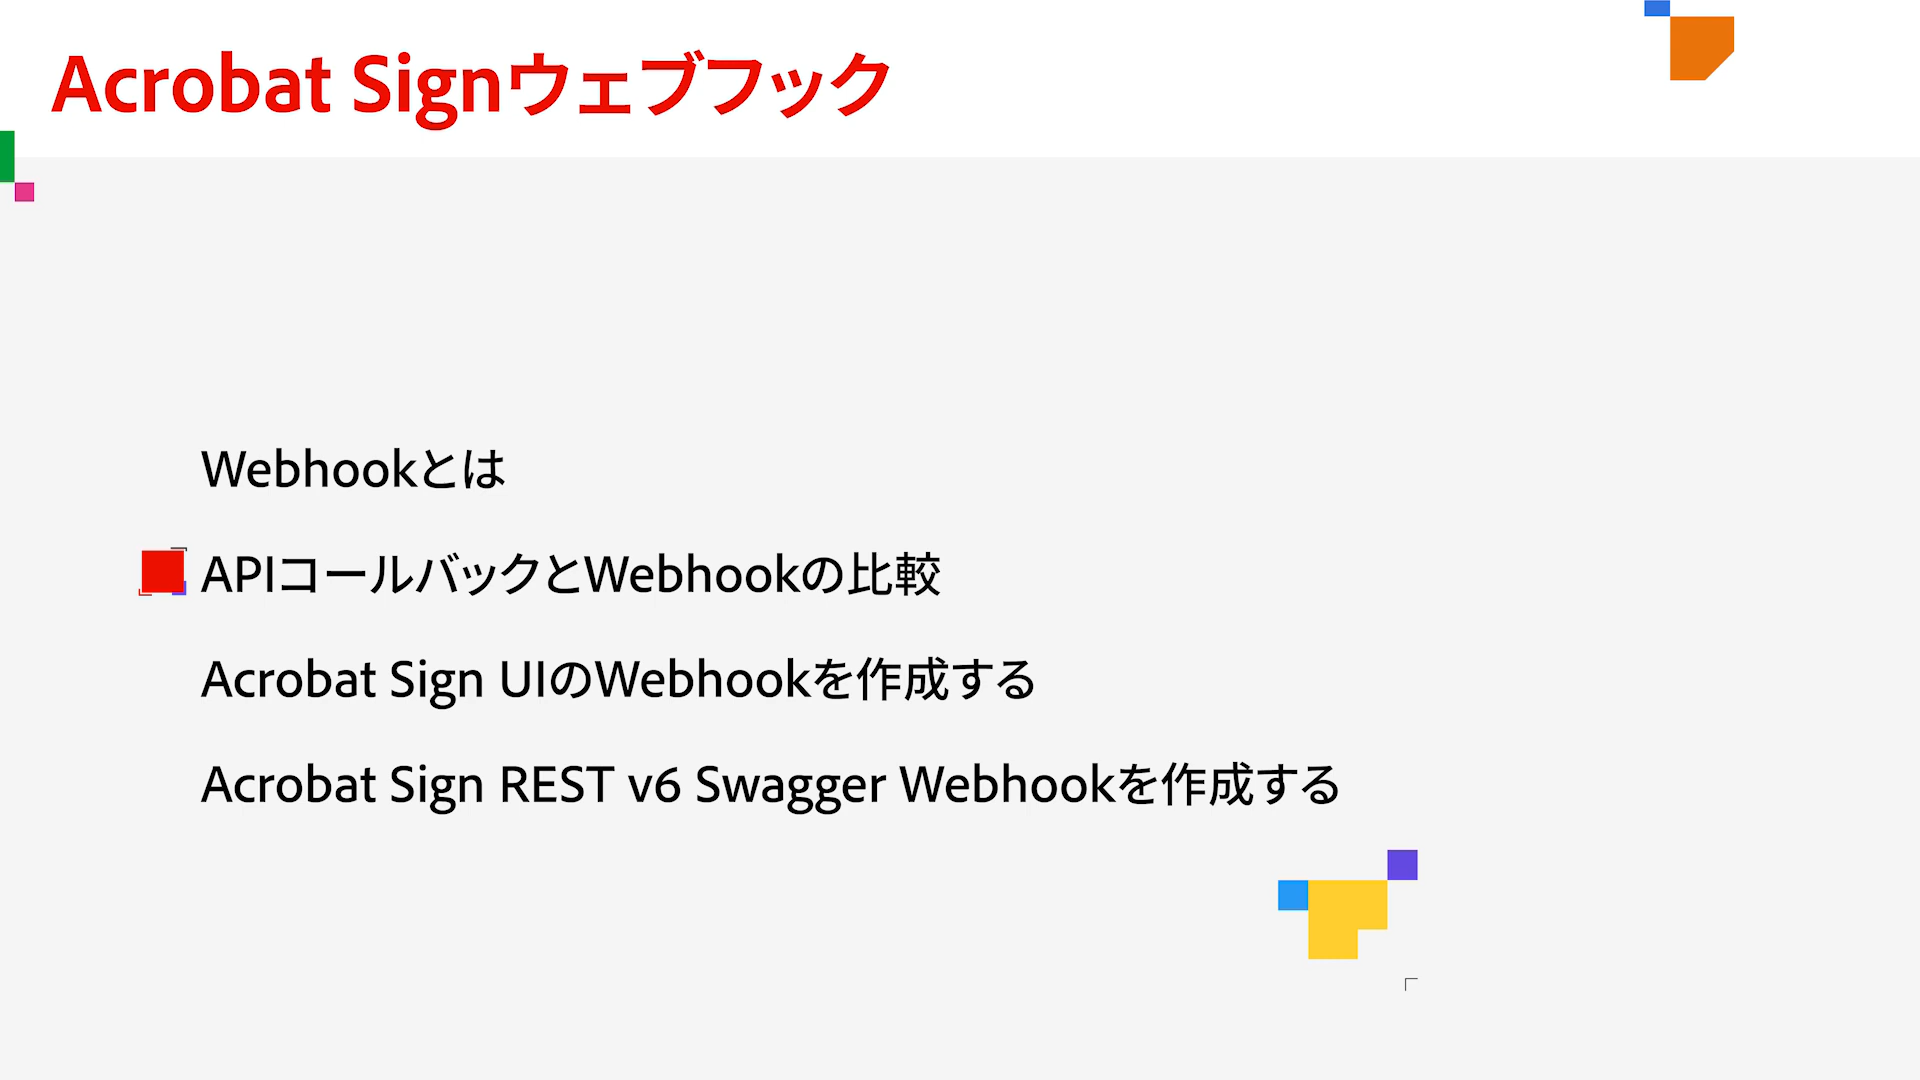 Acrobat Signウェブフック
Webhookとは
APIコールバックとWebhookの比較
Acrobat Sign UIのWebhookを作成する
Acrobat Sign REST v6 Swagger Webhookを作成する